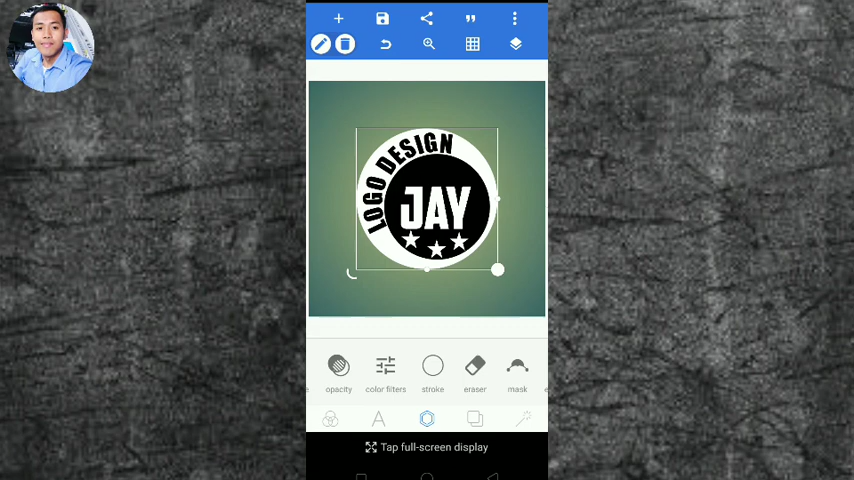 LOGO DESIGN
JAY
opacity
color filters
stroke
eraser
mask
Tap full-screen display